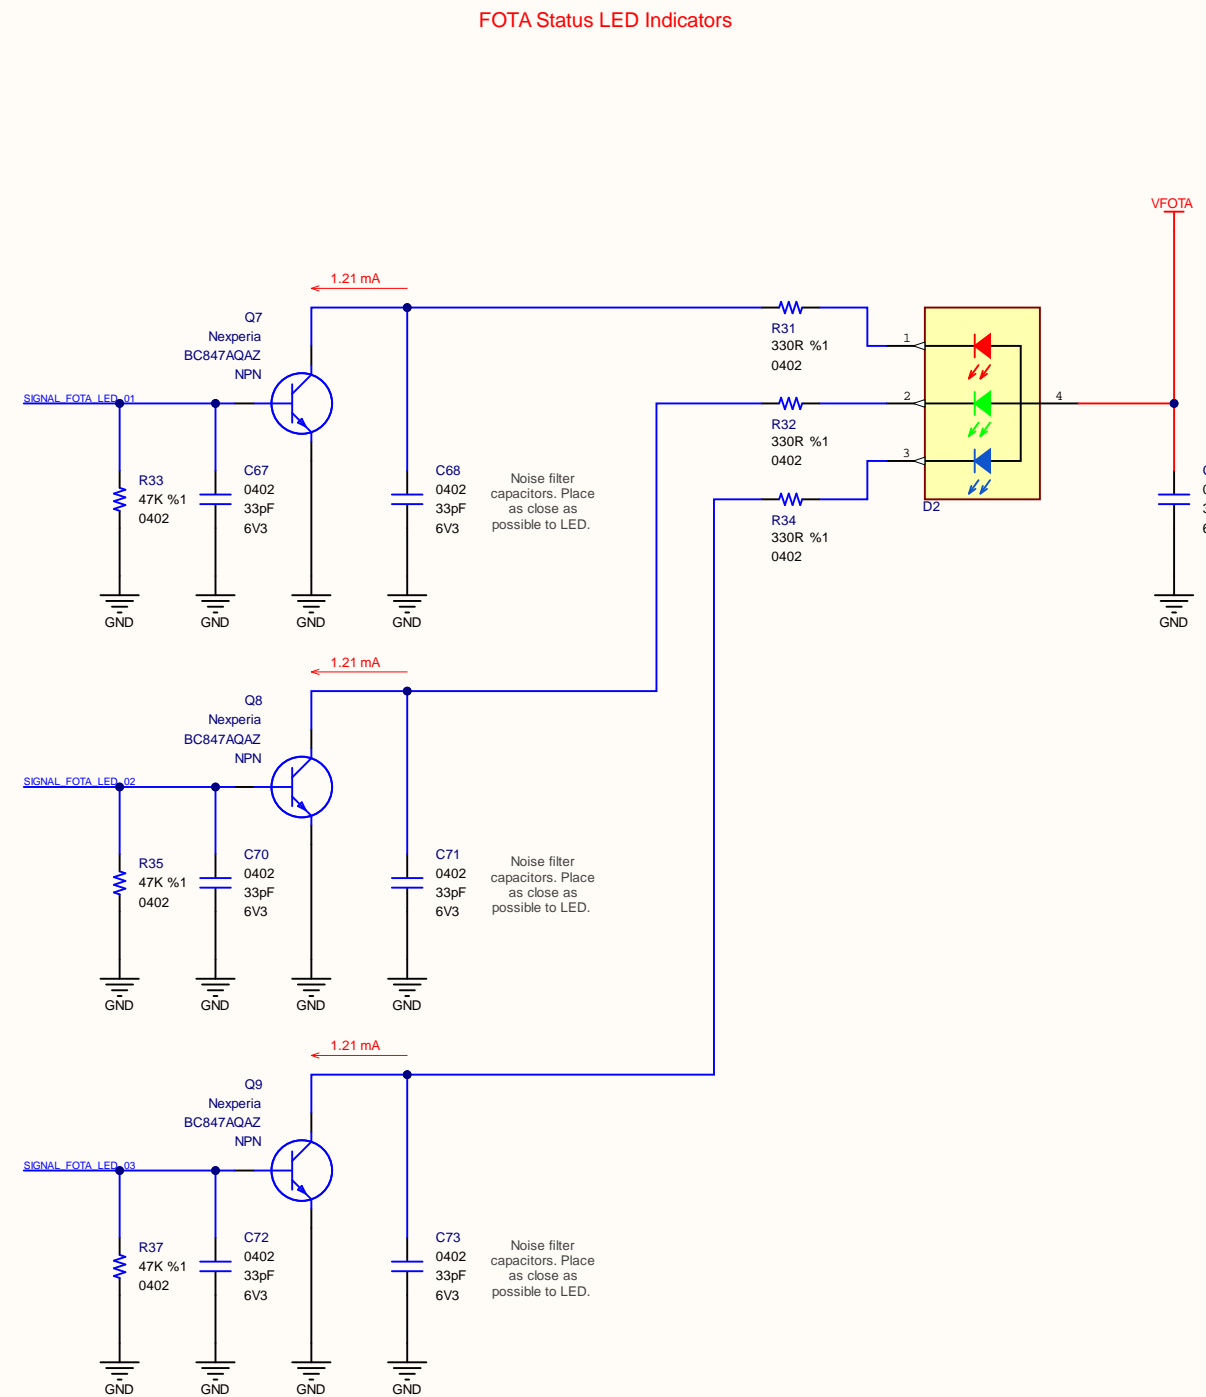 FOTA Status LED Indicators
VFOTA
1.21 mA
Q7
Nexperia
BC847AQAZ
NPN
SIGNAL_FOTA_LED_01
R33
47K %1
0402
C67
0402
33pF
6V3
C68
0402
33pF
6V3
Noise filter
capacitors. Place
as close as
possible to LED.
R31
330R %1
0402
R32
330R %1
0402
R34
330R %1
0402
1
2
3
4
D2
GND
GND
GND
GND
GND
1.21 mA
Q8
Nexperia
BC847AQAZ
NPN
SIGNAL_FOTA_LED_02
R35
47K %1
0402
C70
0402
33pF
6V3
C71
0402
33pF
6V3
Noise filter
capacitors. Place
as close as
possible to LED.
GND
GND
GND
GND
1.21 mA
Q9
Nexperia
BC847AQAZ
NPN
SIGNAL_FOTA_LED_03
R37
47K %1
0402
C72
0402
33pF
6V3
C73
0402
33pF
6V3
Noise filter
capacitors. Place
as close as
possible to LED.
GND
GND
GND
GND